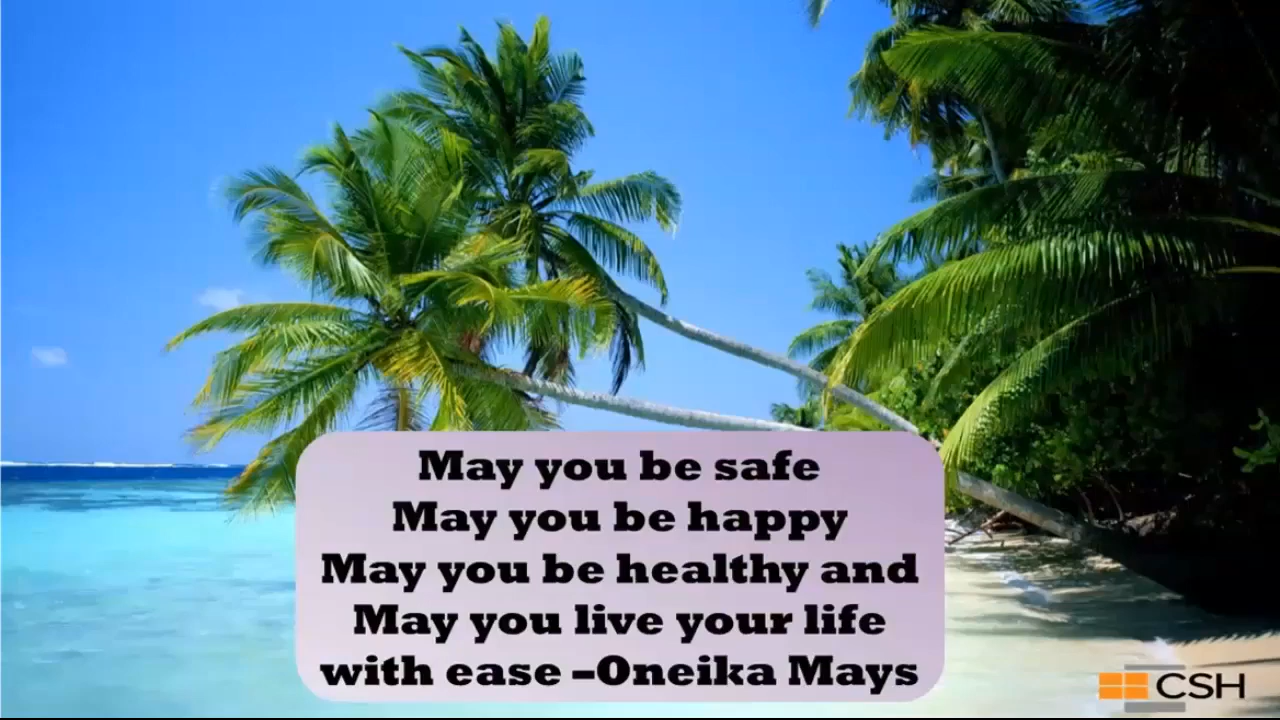 May you be safe
May you be happy
May you be healthy and
May you live your life
with ease –Oneika Mays
CSH